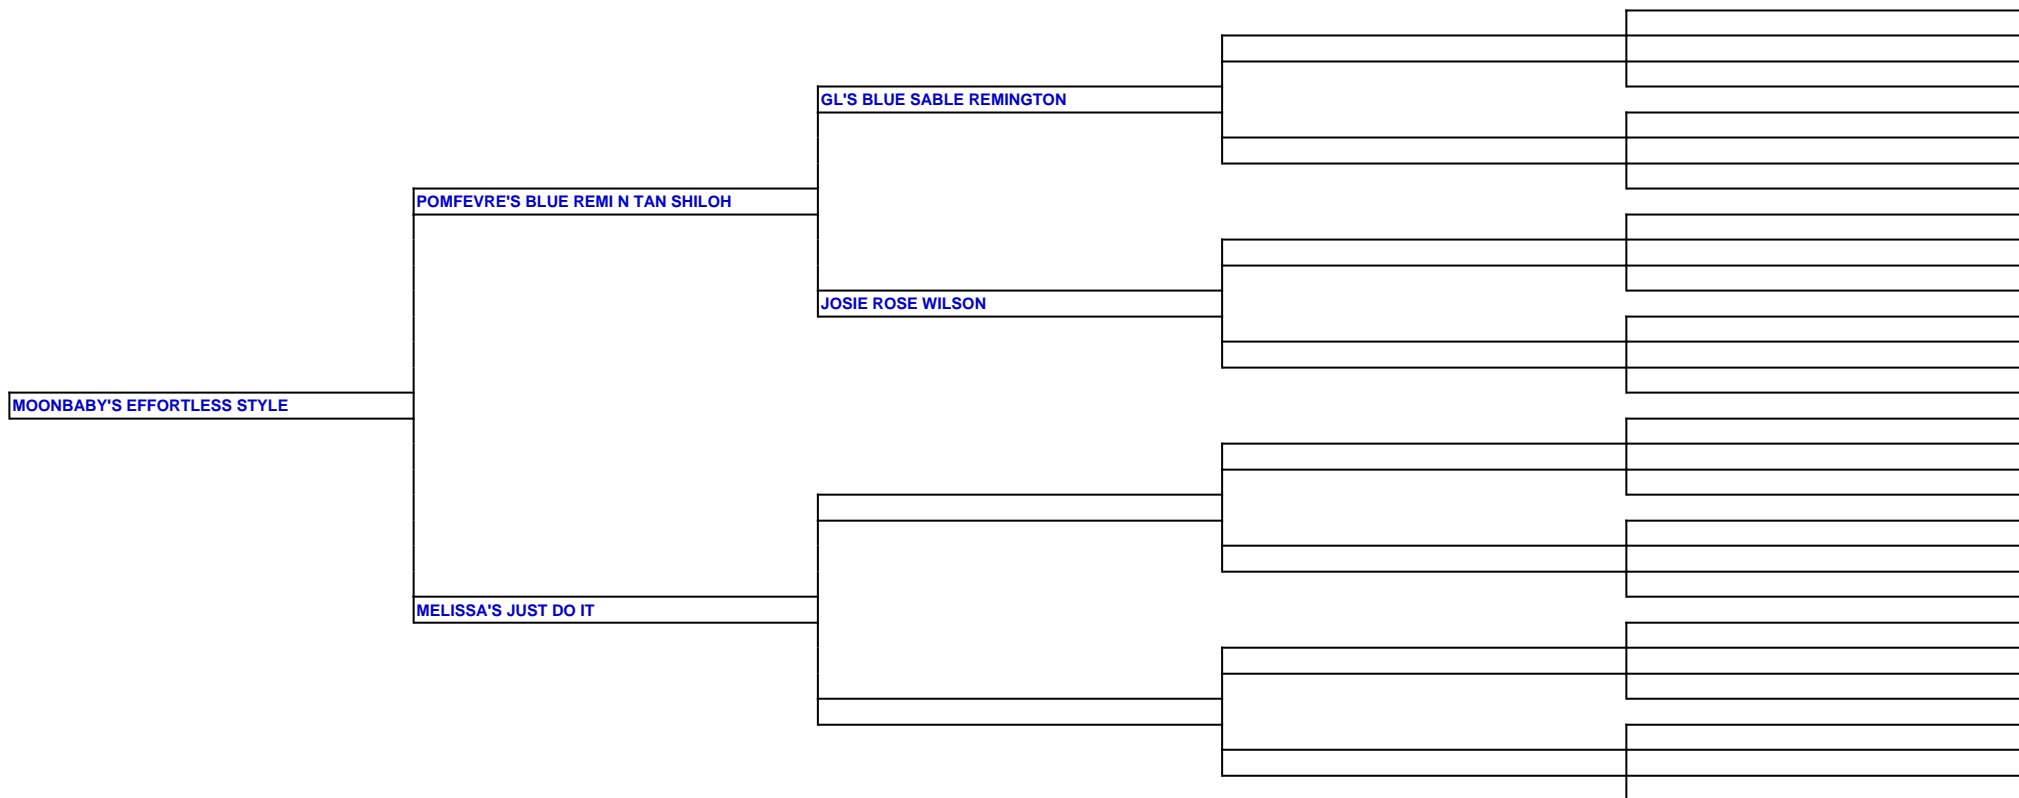 GL'S BLUE SABLE REMINGTON
POMFEVRE'S BLUE REMI N TAN SHILOH
JOSIE ROSE WILSON
MOONBABY'S EFFORTLESS STYLE
MELISSA'S JUST DO IT